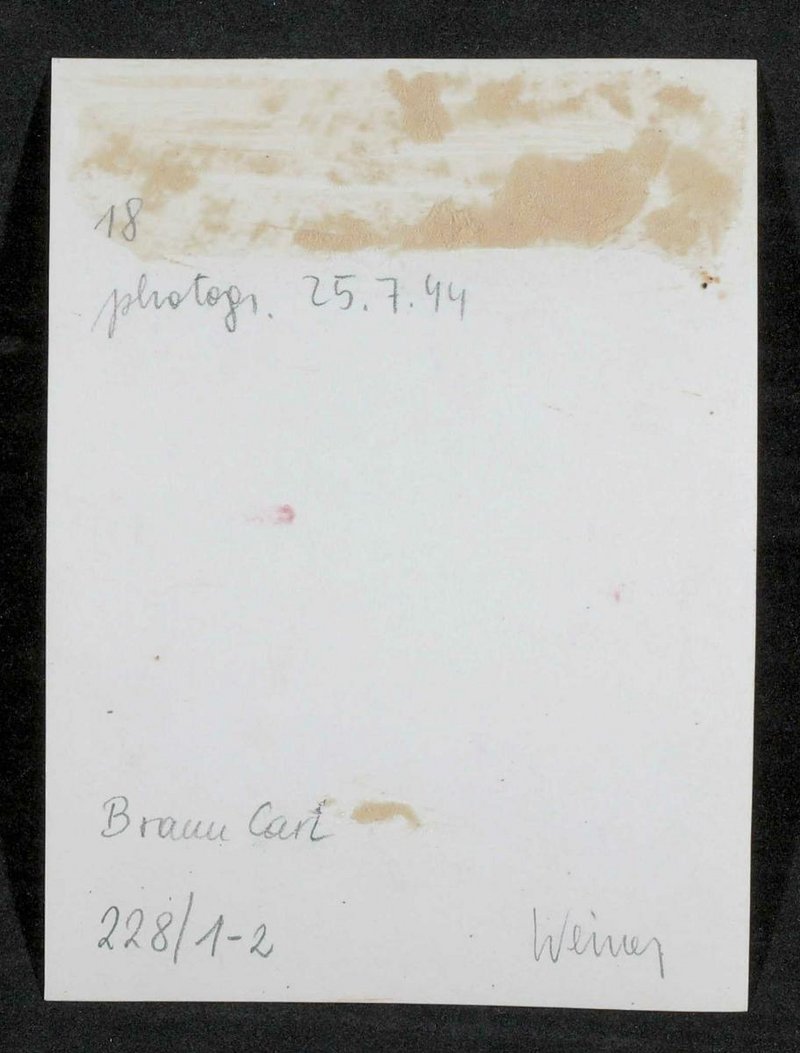 18
photogr. 25.7.44
Braun Carl
228/1-2 Weiner